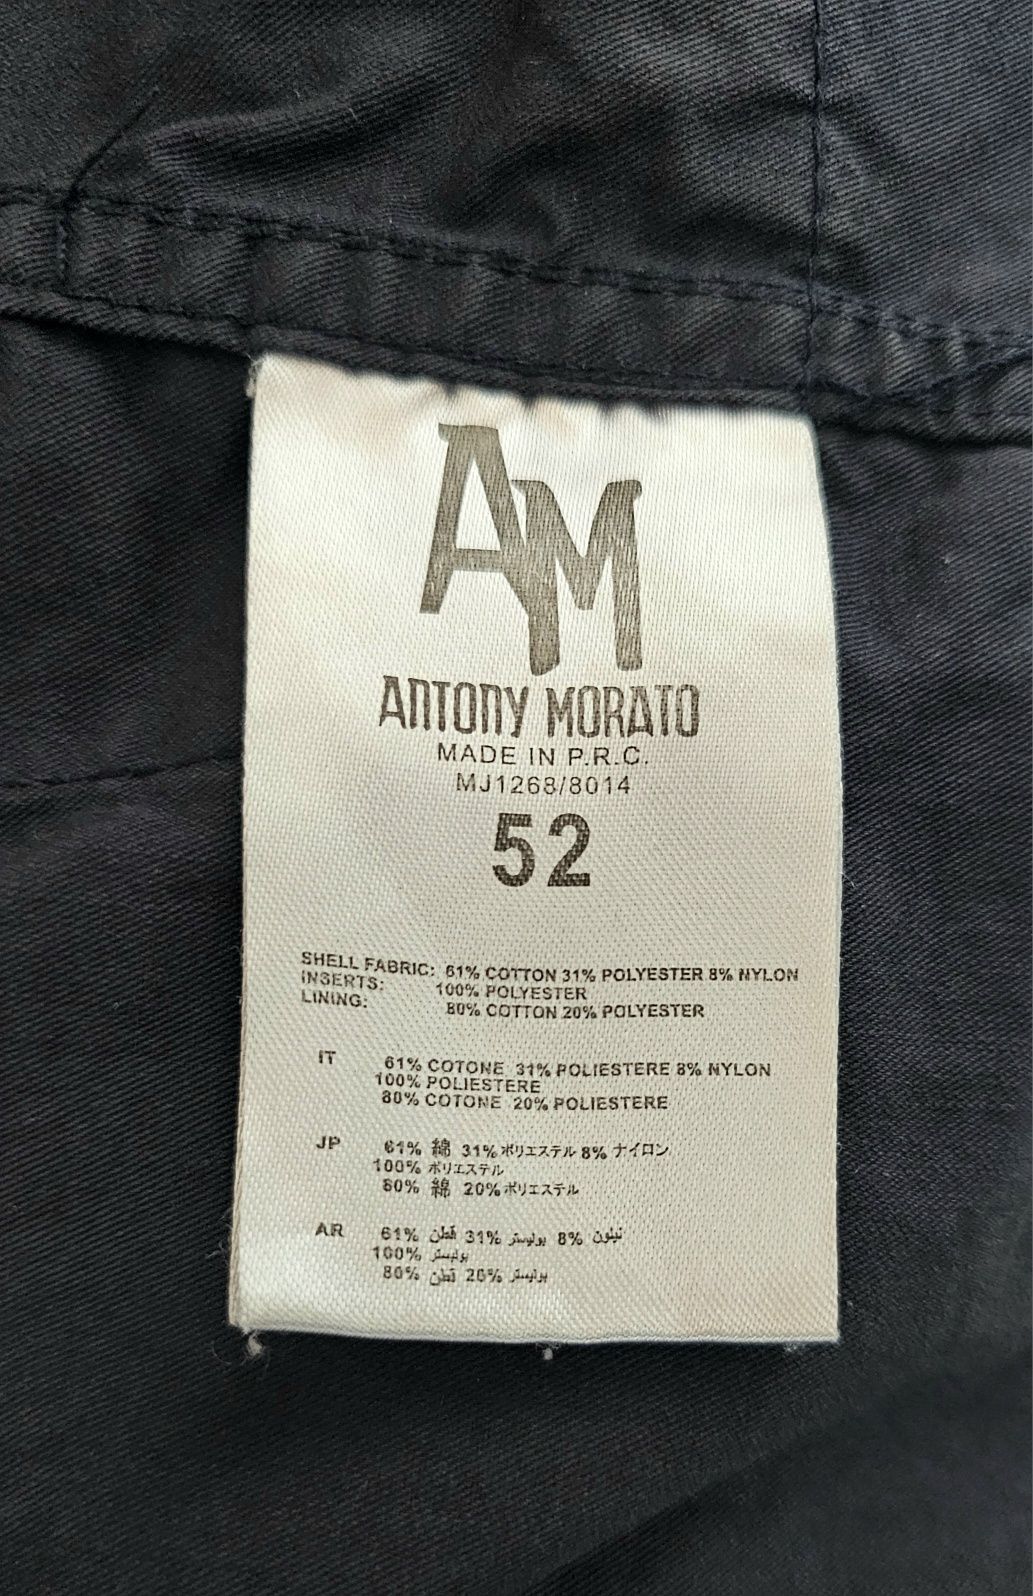 AM
ANTONY MORATO
MADE IN P.R.C.
MJ1268/8014
52
SHELL FABRIC: 61% COTTON 31% POLYESTER 8% NYLON
INSERTS: 100% POLYESTER
LINING: 80% COTTON 20% POLYESTER
IT 61% COTONE 31% POLIESTERE 8% NYLON
100% POLIESTERE
80% COTONE 20% POLIESTERE
JP 61% 綿 31% ポリエステル 8% ナイロン
100% ポリエステル
80% 綿 20% ポリエステル
AR 61% قطن 31% بوليستر 8% نيلون
100% بوليستر
80% قطن 20% بوليستر